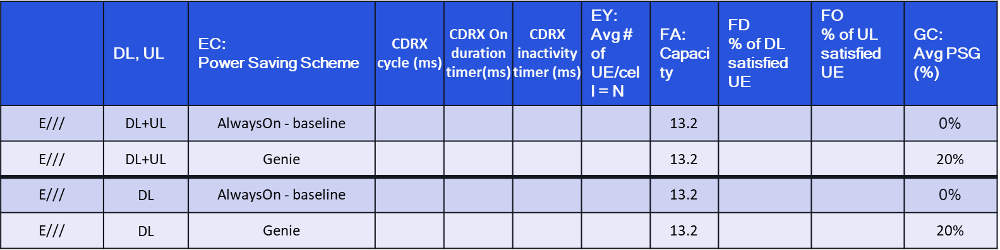 DL, UL
EC:
Power Saving Scheme
CDRX
cycle (ms)
CDRX On
duration
timer(ms)
CDRX
inactivity
timer (ms)
EY:
Avg #
of
UE/cel
l = N
FA:
Capaci
ty
FD
% of DL
satisfied
UE
FO
% of UL
satisfied
UE
GC:
Avg PSG
(%)
E/// DL+UL AlwaysOn - baseline 13.2 0%
E/// DL+UL Genie 13.2 20%
E/// DL AlwaysOn - baseline 13.2 0%
E/// DL Genie 13.2 20%